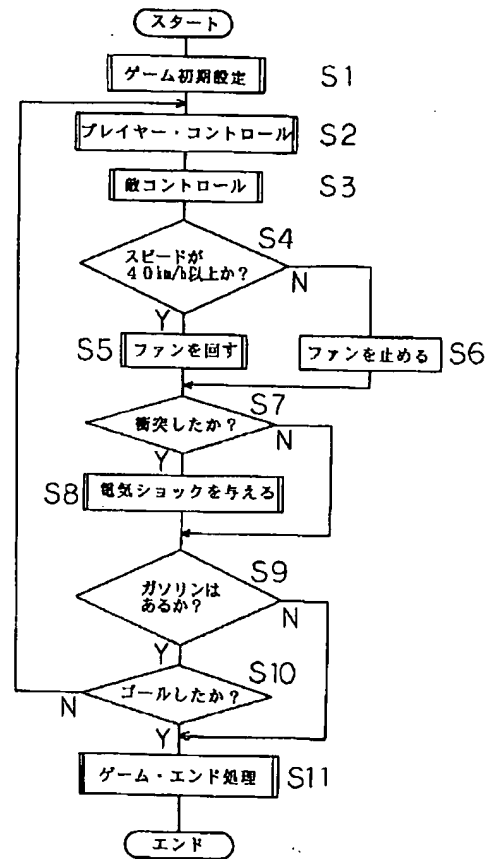 スタート
ゲーム初期設定 S1
プレイヤー・コントロール S2
敵コントロール S3
S4
スピードが
40km/h以上か?
N
Y
S5 ファンを回す
ファンを止める S6
S7
衝突したか?
N
Y
S8 電気ショックを与える
S9
ガソリンは
あるか?
N
Y
S10
ゴールしたか?
N
Y
ゲーム・エンド処理 S11
エンド